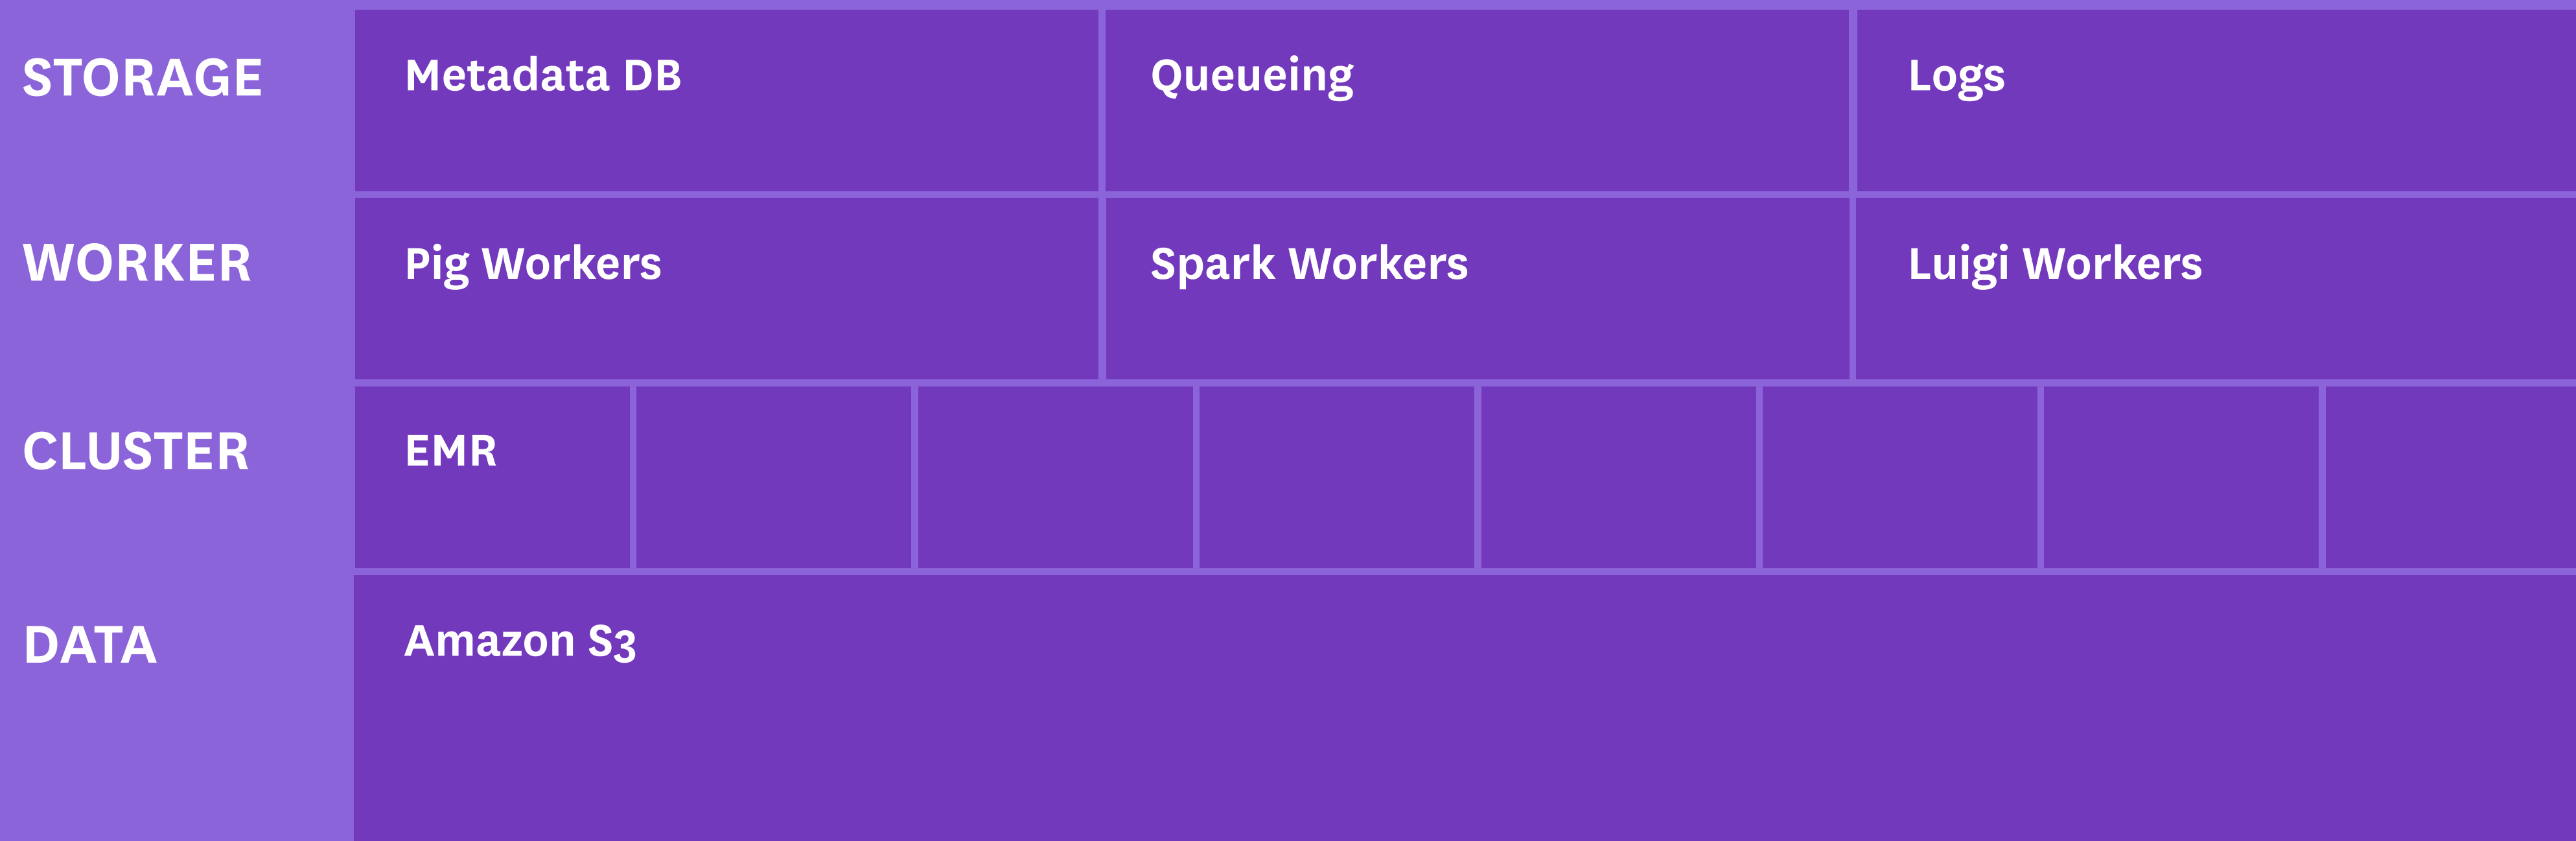 STORAGE
Metadata DB
Queueing
Logs
WORKER
Pig Workers
Spark Workers
Luigi Workers
CLUSTER
EMR
DATA
Amazon S3